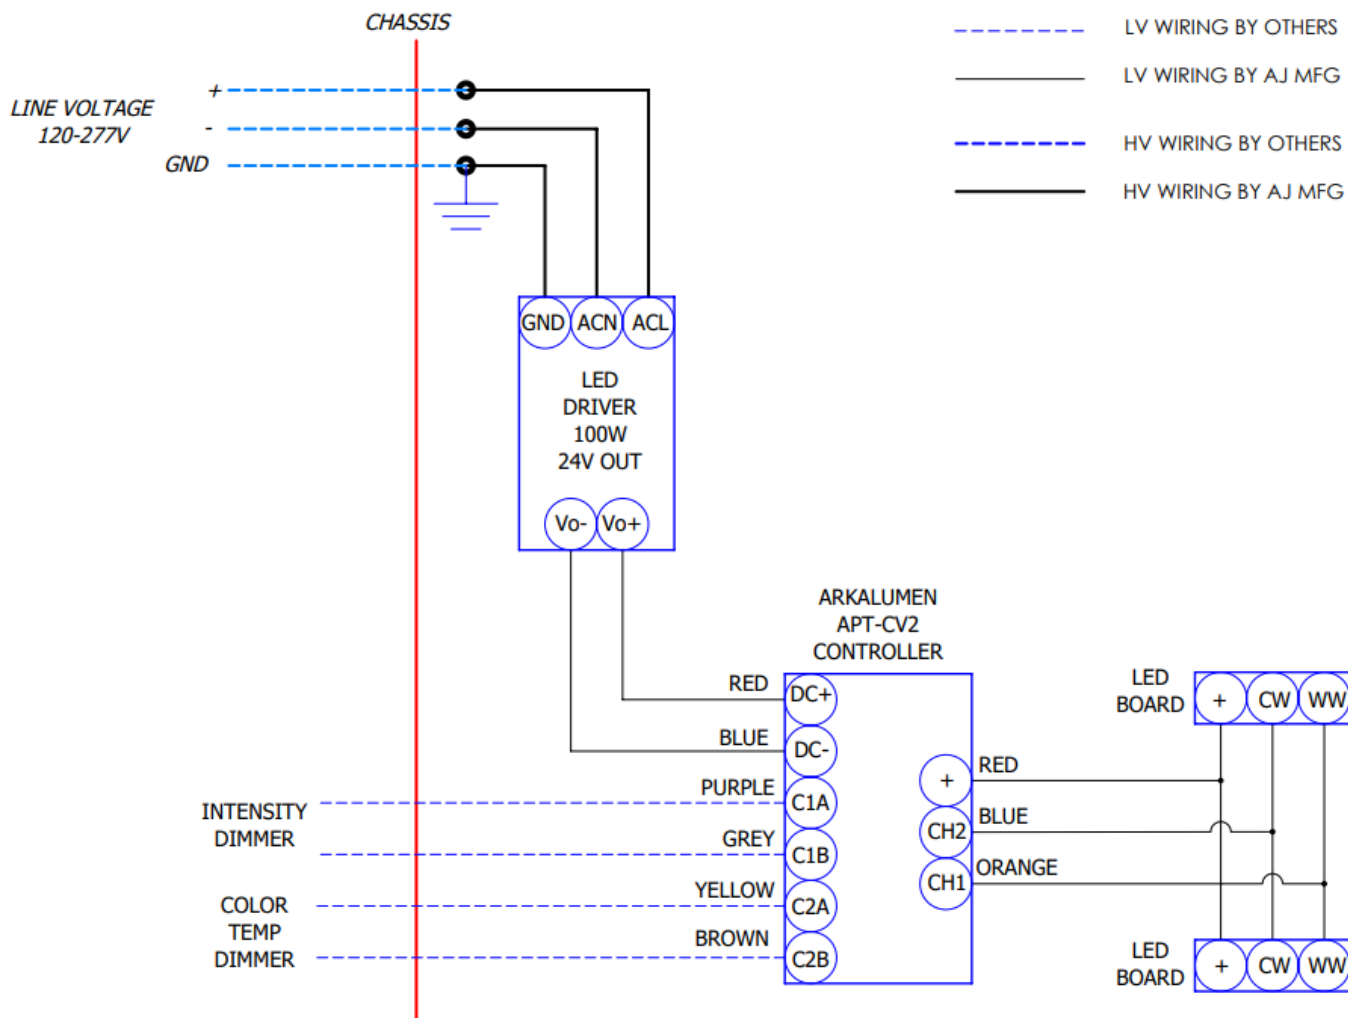 CHASSIS
LV WIRING BY OTHERS
LV WIRING BY AJ MFG
HV WIRING BY OTHERS
HV WIRING BY AJ MFG
LINE VOLTAGE
120-277V
+
-
GND
GND ACN ACL
LED
DRIVER
100W
24V OUT
Vo- Vo+
ARKALUMEN
APT-CV2
CONTROLLER
RED DC+
BLUE DC-
PURPLE C1A
GREY C1B
YELLOW C2A
BROWN C2B
INTENSITY
DIMMER
COLOR
TEMP
DIMMER
+ RED
CH2 BLUE
CH1 ORANGE
LED
BOARD
+ CW WW
LED
BOARD
+ CW WW